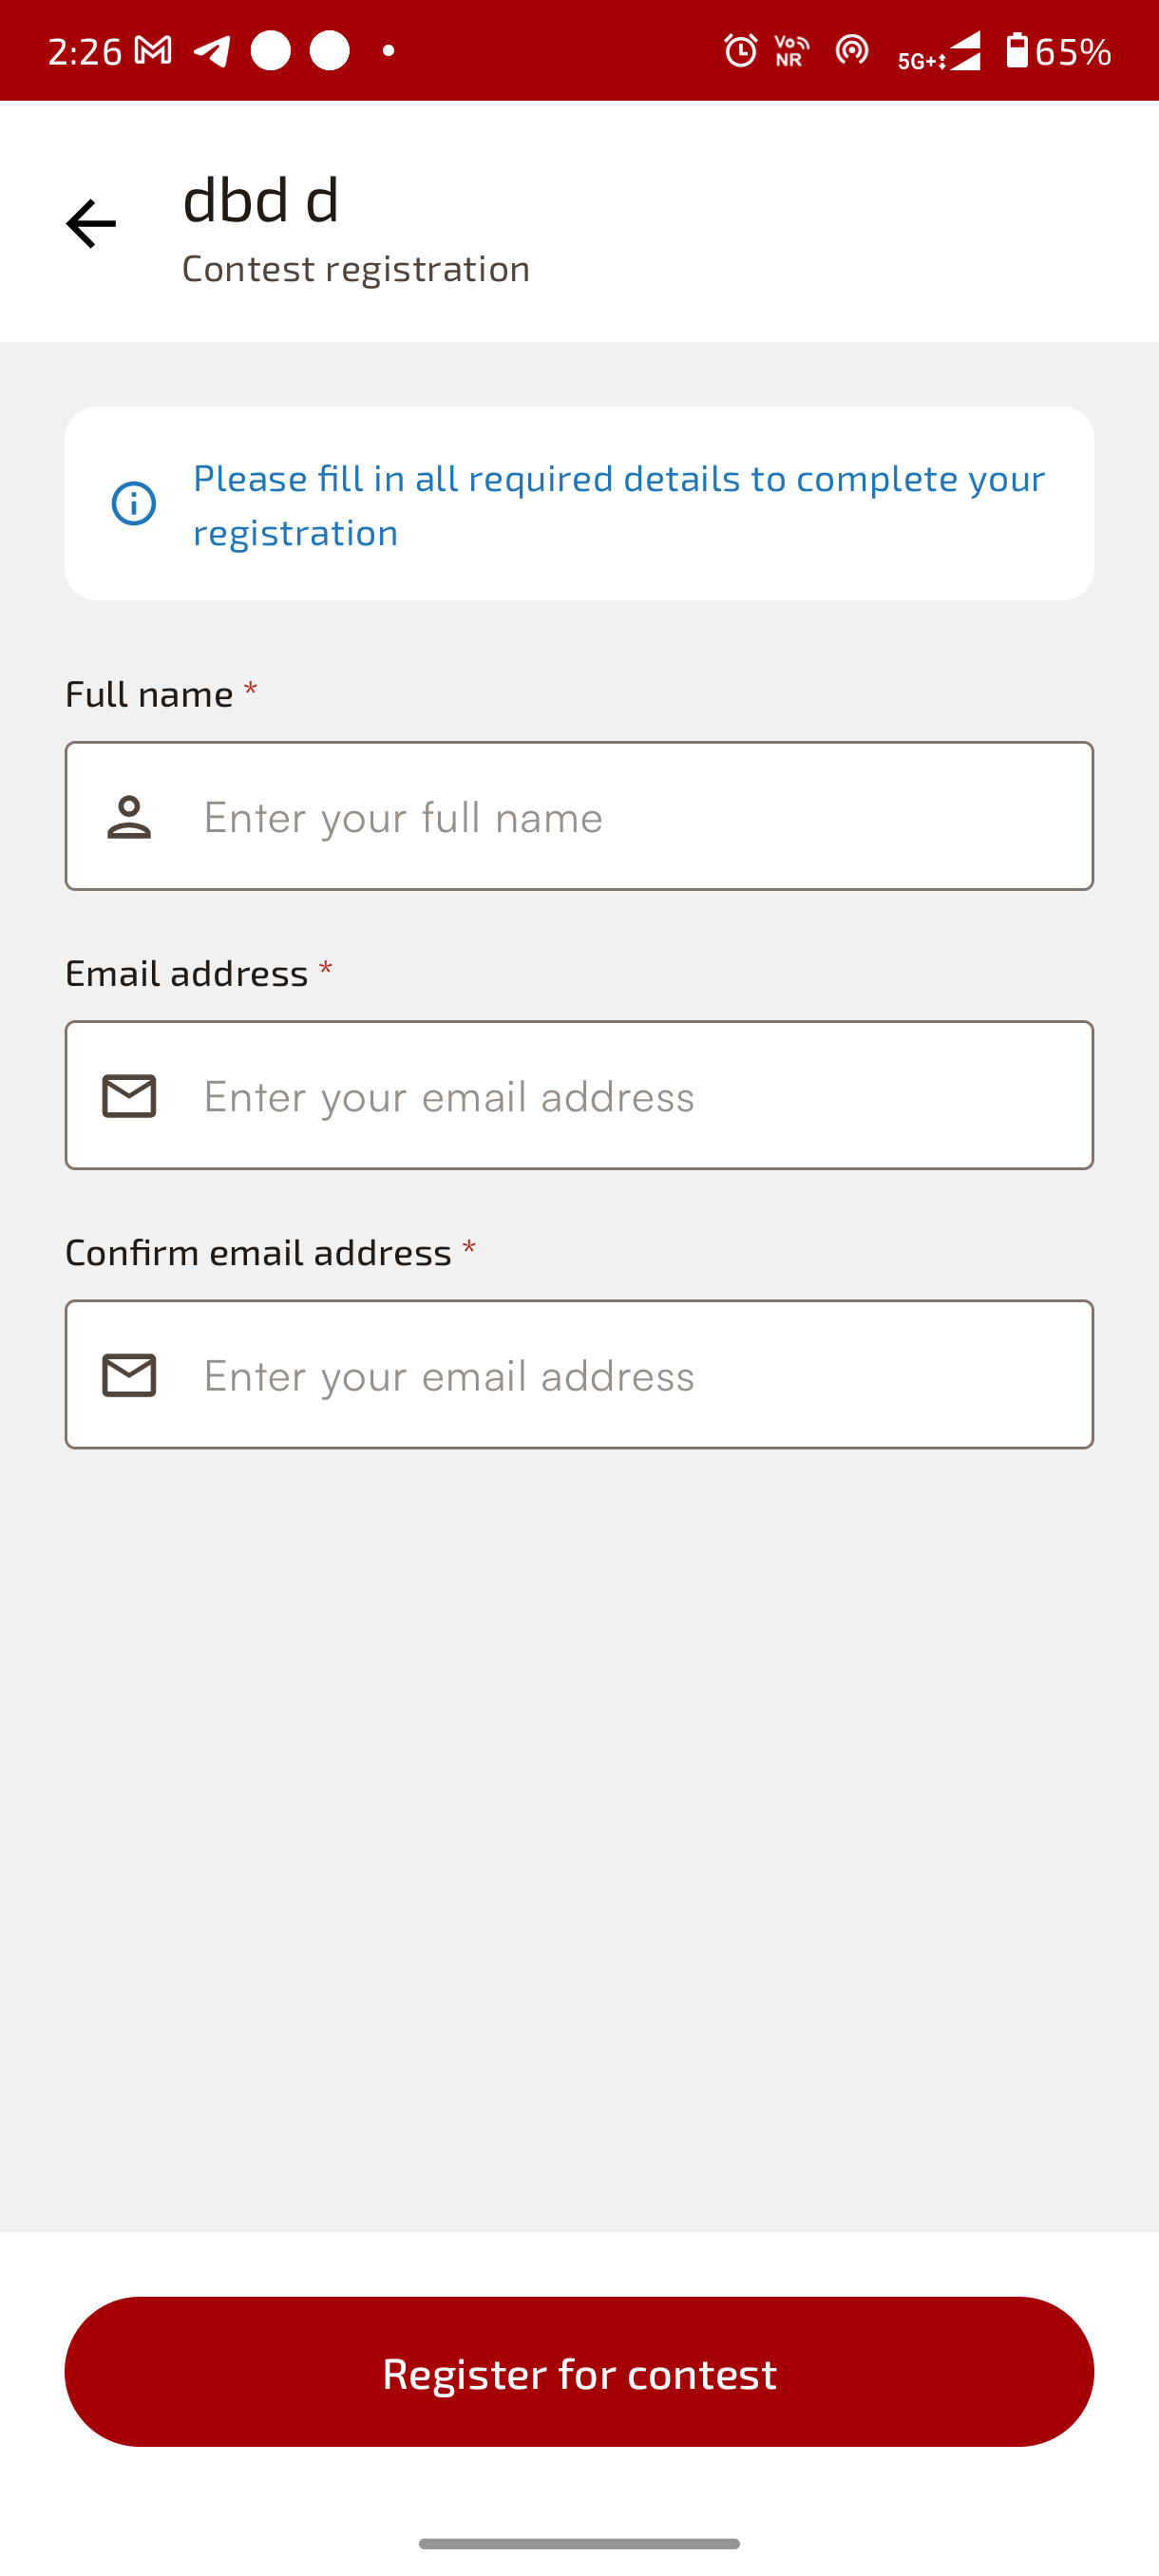 2:26
Vo NR 5G+ 65%
dbd d
Contest registration
Please fill in all required details to complete your
registration
Full name *
Enter your full name
Email address *
Enter your email address
Confirm email address *
Enter your email address
Register for contest